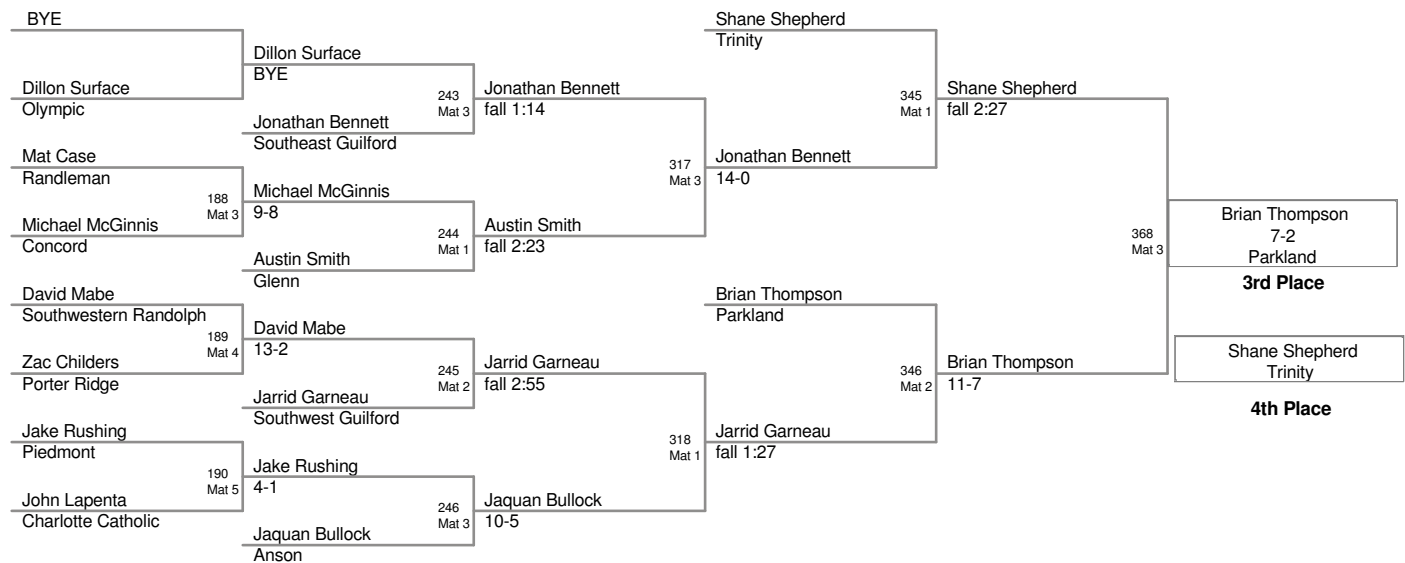 BYE
Dillon Surface
Olympic
Mat Case
Randleman
188
Mat 3
Michael McGinnis
Concord
David Mabe
Southwestern Randolph
189
Mat 4
Zac Childers
Porter Ridge
Jake Rushing
Piedmont
190
Mat 5
John Lapenta
Charlotte Catholic
Dillon Surface
BYE
243
Mat 3
Jonathan Bennett
Southeast Guilford
Michael McGinnis
9-8
244
Mat 1
Austin Smith
Glenn
David Mabe
13-2
245
Mat 2
Jarrid Garneau
Southwest Guilford
Jake Rushing
4-1
246
Mat 3
Jaquan Bullock
Anson
Jonathan Bennett
fall 1:14
317
Mat 3
Austin Smith
fall 2:23
Jarrid Garneau
fall 2:55
318
Mat 1
Jaquan Bullock
10-5
Shane Shepherd
Trinity
345
Mat 1
Jonathan Bennett
14-0
Brian Thompson
Parkland
346
Mat 2
Jarrid Garneau
fall 1:27
Shane Shepherd
fall 2:27
368
Mat 3
Brian Thompson
11-7
Brian Thompson
7-2
Parkland
3rd Place
Shane Shepherd
Trinity
4th Place